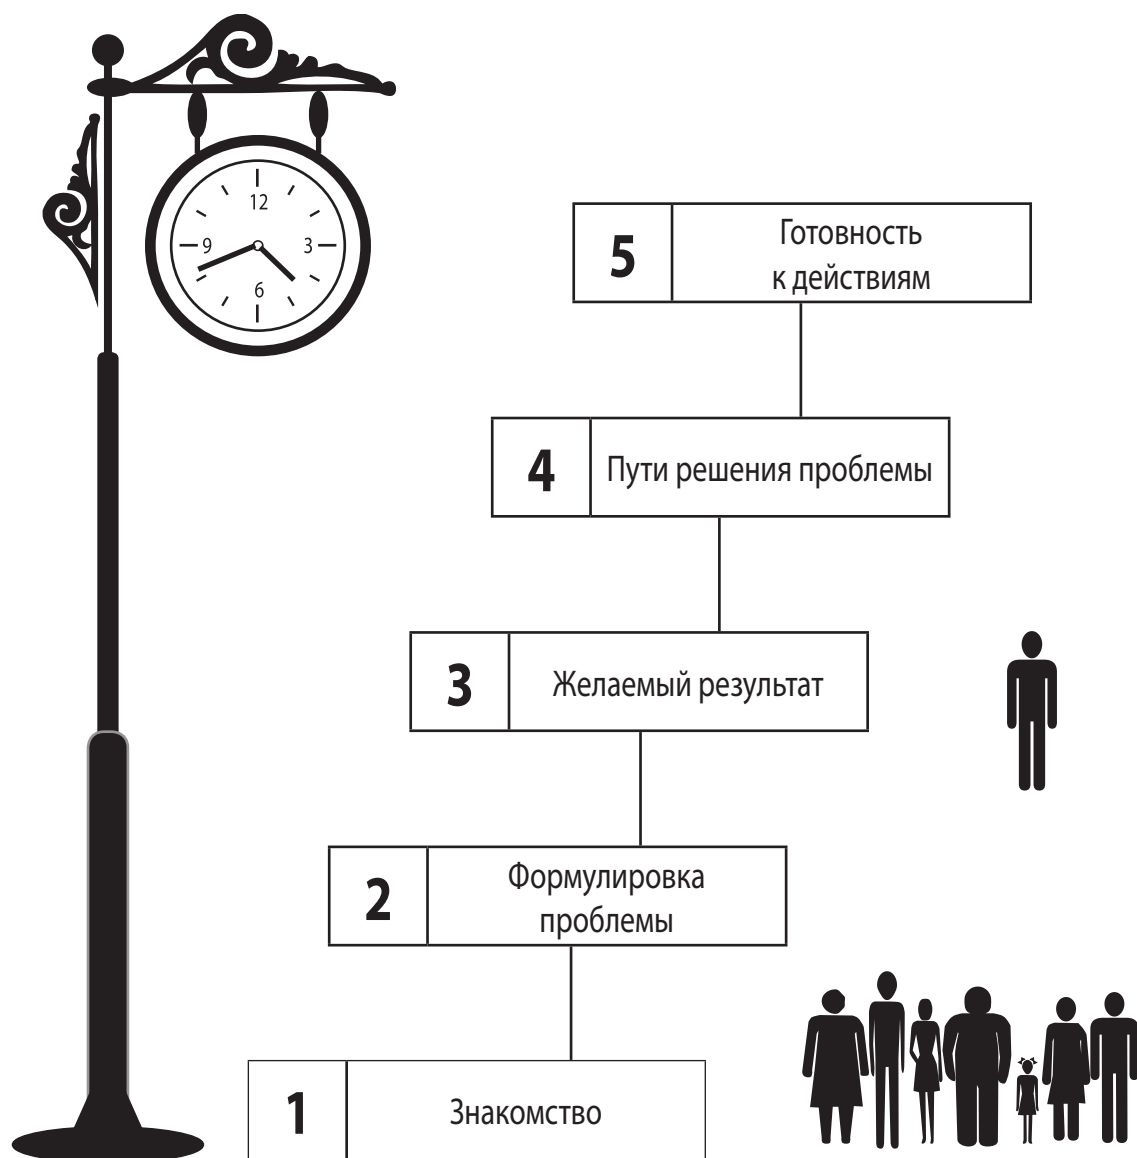 12
9
3
6
5
Готовность
к действиям
4
Пути решения проблемы
3
Желаемый результат
2
Формулировка
проблемы
1
Знакомство